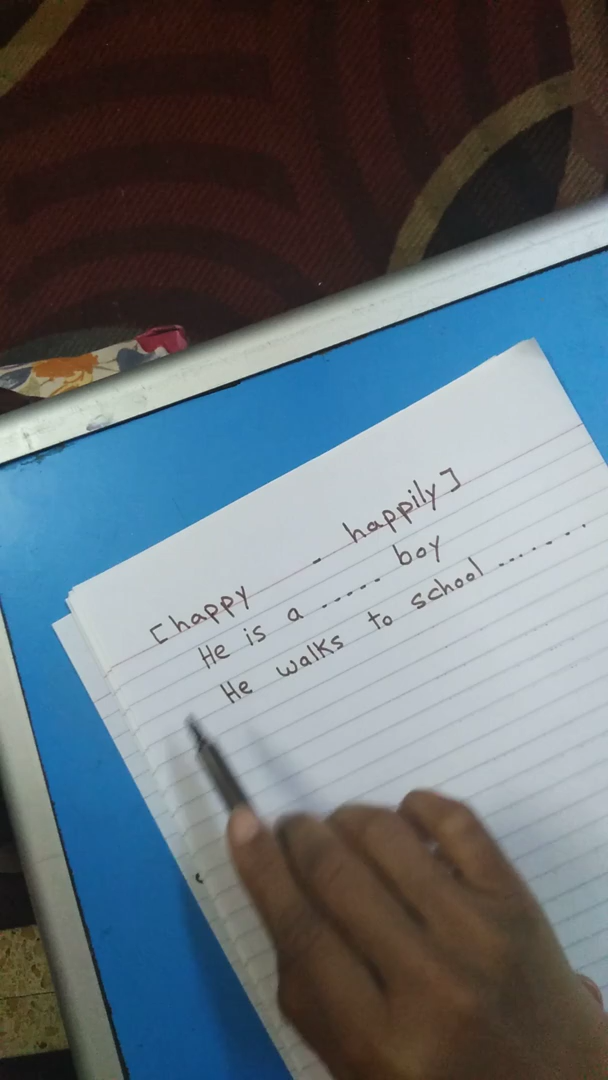 [happy - happily]
He is a ..... boy
He walks to school .......